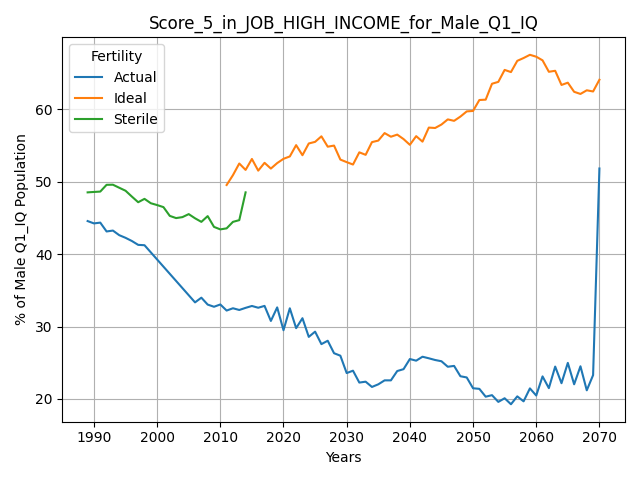 Score_5_in_JOB_HIGH_INCOME_for_Male_Q1_IQ
Fertility
Actual
Ideal
Sterile
% of Male Q1_IQ Population
60
50
40
30
20
1990 2000 2010 2020 2030 2040 2050 2060 2070
Years